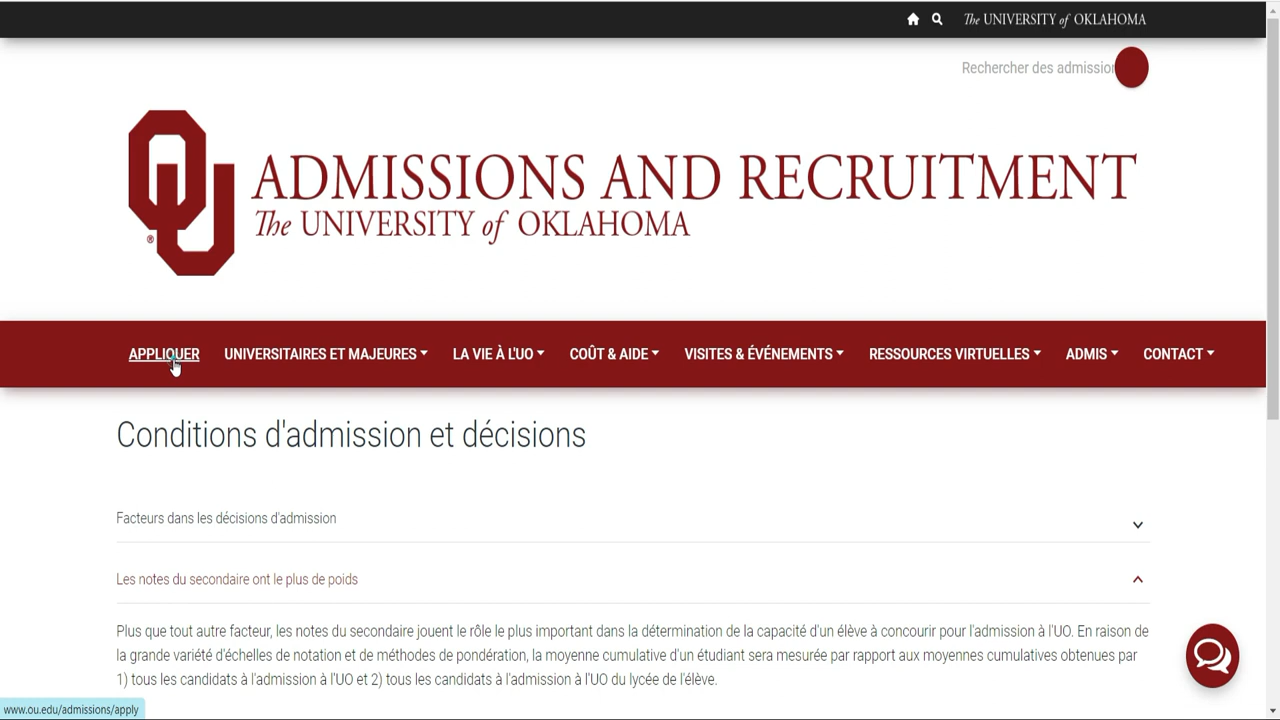 The UNIVERSITY of OKLAHOMA
Rechercher des admission
OU
ADMISSIONS AND RECRUITMENT
The UNIVERSITY of OKLAHOMA
®
APPLIQUER UNIVERSITAIRES ET MAJEURES LA VIE À L'UO COÛT & AIDE VISITES & ÉVÉNEMENTS RESSOURCES VIRTUELLES ADMIS CONTACT
Conditions d'admission et décisions
Facteurs dans les décisions d'admission
Les notes du secondaire ont le plus de poids
Plus que tout autre facteur, les notes du secondaire jouent le rôle le plus important dans la détermination de la capacité d'un élève à concourir pour l'admission à l'UO. En raison de
la grande variété d'échelles de notation et de méthodes de pondération, la moyenne cumulative d'un étudiant sera mesurée par rapport aux moyennes cumulatives obtenues par
1) tous les candidats à l'admission à l'UO et 2) tous les candidats à l'admission à l'UO du lycée de l'élève.
www.ou.edu/admissions/apply